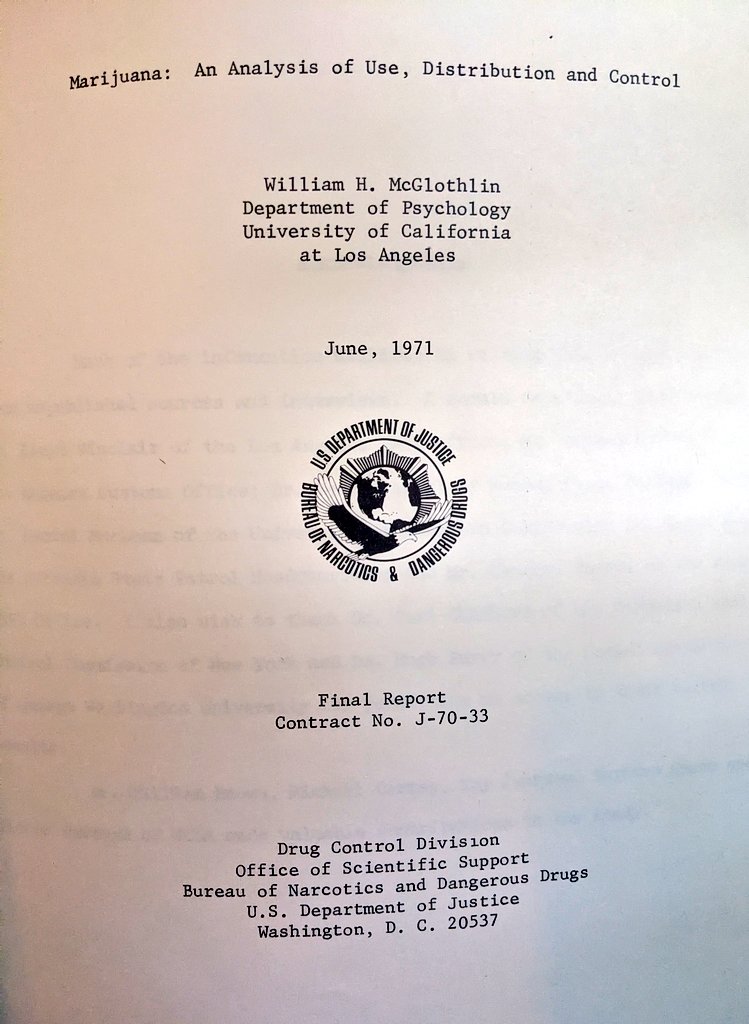 Marijuana: An Analysis of Use, Distribution and Control
William H. McGlothlin
Department of Psychology
University of California
at Los Angeles
June, 1971
U.S. DEPARTMENT OF JUSTICE
BUREAU OF NARCOTICS & DANGEROUS DRUGS
Final Report
Contract No. J-70-33
Drug Control Division
Office of Scientific Support
Bureau of Narcotics and Dangerous Drugs
U.S. Department of Justice
Washington, D. C. 20537